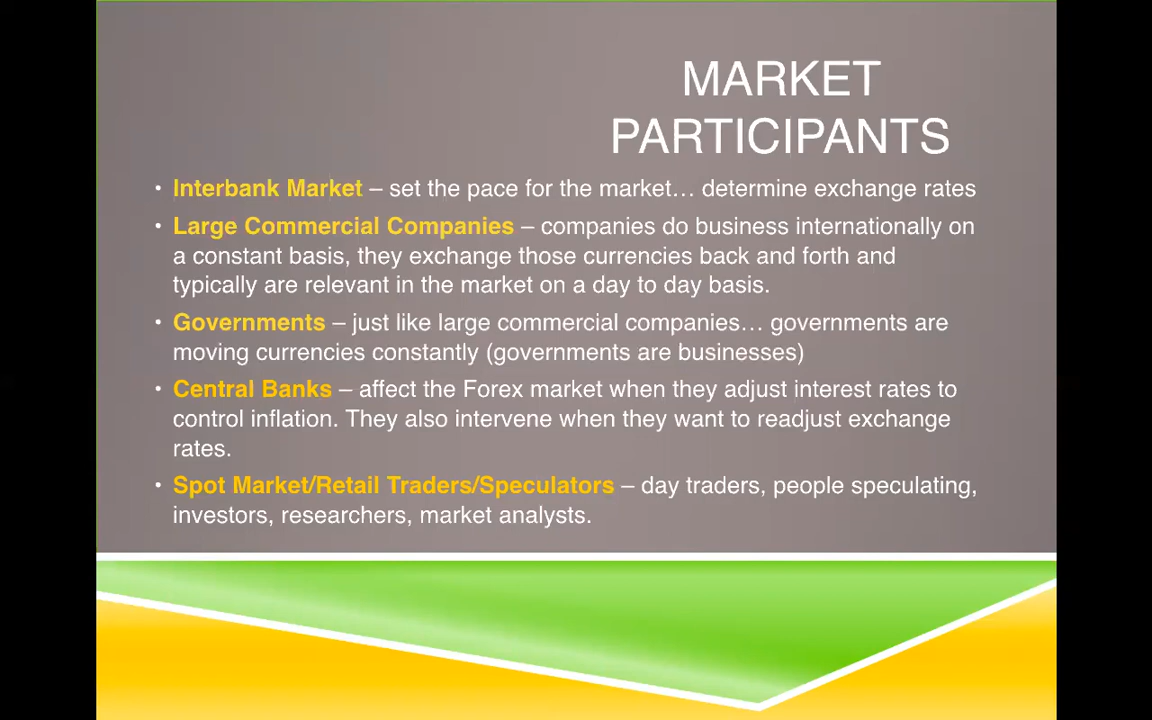 MARKET
PARTICIPANTS
• Interbank Market – set the pace for the market… determine exchange rates
• Large Commercial Companies – companies do business internationally on
a constant basis, they exchange those currencies back and forth and
typically are relevant in the market on a day to day basis.
• Governments – just like large commercial companies… governments are
moving currencies constantly (governments are businesses)
• Central Banks – affect the Forex market when they adjust interest rates to
control inflation. They also intervene when they want to readjust exchange
rates.
• Spot Market/Retail Traders/Speculators – day traders, people speculating,
investors, researchers, market analysts.